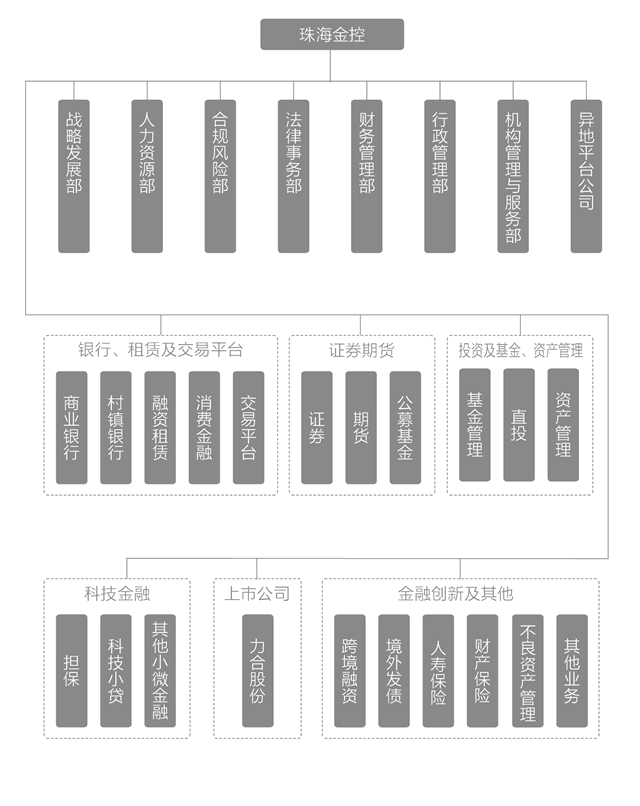 珠海金控
战略发展部
人力资源部
合规风险部
法律事务部
财务管理部
行政管理部
机构管理与服务部
异地平台公司
银行、租赁及交易平台
商业银行
村镇银行
融资租赁
消费金融
交易平台
证券期货
证券
期货
公募基金
投资及基金、资产管理
基金管理
直投
资产管理
科技金融
担保
科技小贷
其他小微金融
上市公司
力合股份
金融创新及其他
跨境融资
境外发债
人寿保险
财产保险
不良资产管理
其他业务